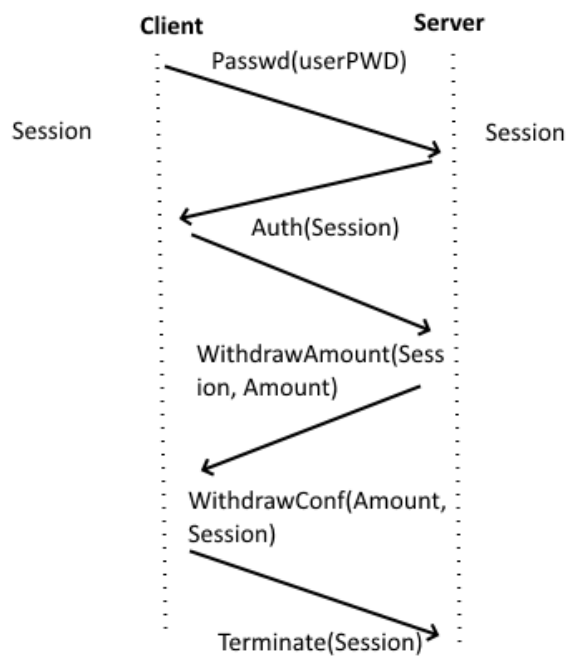 Client
Server
Passwd(userPWD)
Session
Session
Auth(Session)
WithdrawAmount(Sess
ion, Amount)
WithdrawConf(Amount,
Session)
Terminate(Session)